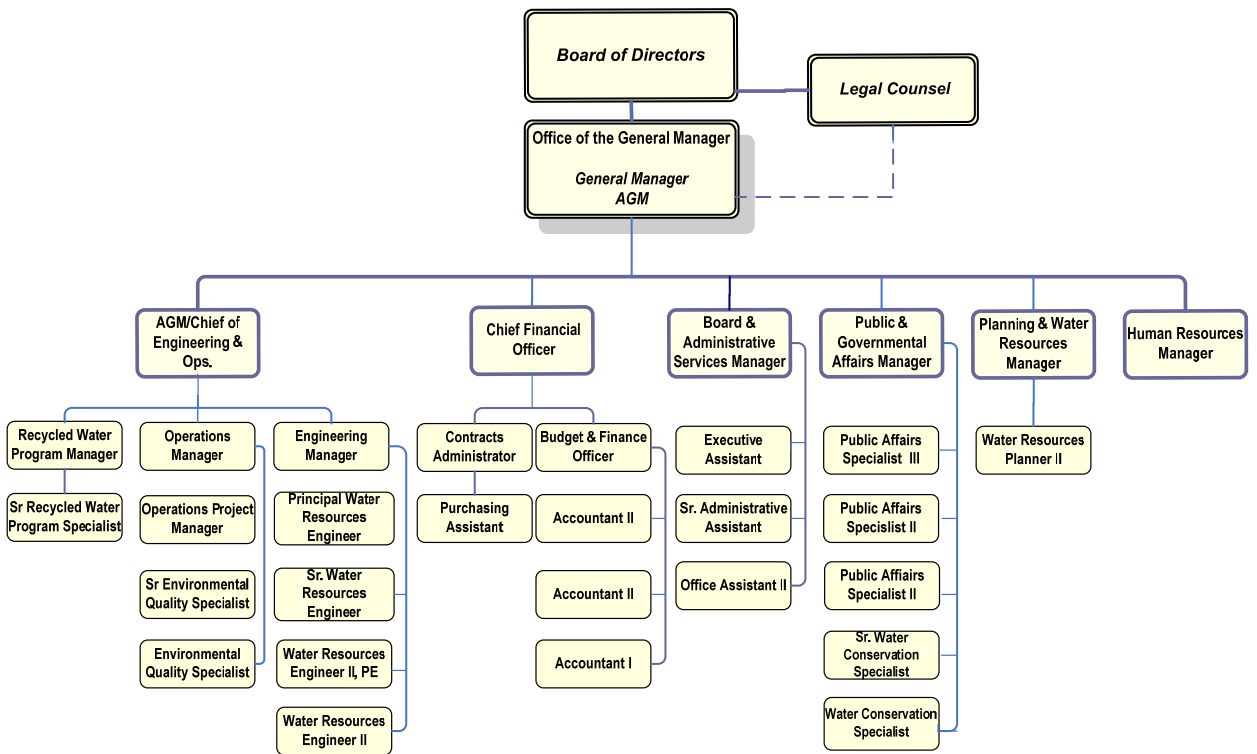 Board of Directors
Legal Counsel
Office of the General Manager
General Manager
AGM
AGM/Chief of
Engineering &
Ops.
Chief Financial
Officer
Board &
Administrative
Services Manager
Public &
Governmental
Affairs Manager
Planning & Water
Resources
Manager
Human Resources
Manager
Recycled Water
Program Manager
Sr Recycled Water
Program Specialist
Operations
Manager
Operations Project
Manager
Sr Environmental
Quality Specialist
Environmental
Quality Specialist
Engineering
Manager
Principal Water
Resources
Engineer
Sr. Water
Resources
Engineer
Water Resources
Engineer II, PE
Water Resources
Engineer II
Contracts
Administrator
Purchasing
Assistant
Budget & Finance
Officer
Accountant II
Accountant II
Accountant I
Executive
Assistant
Sr. Administrative
Assistant
Office Assistant II
Public Affairs
Specialist III
Public Affairs
Specislist II
Public Affiairs
Specialist II
Sr. Water
Conservation
Specialist
Water Conservation
Specialist
Water Resources
Planner II